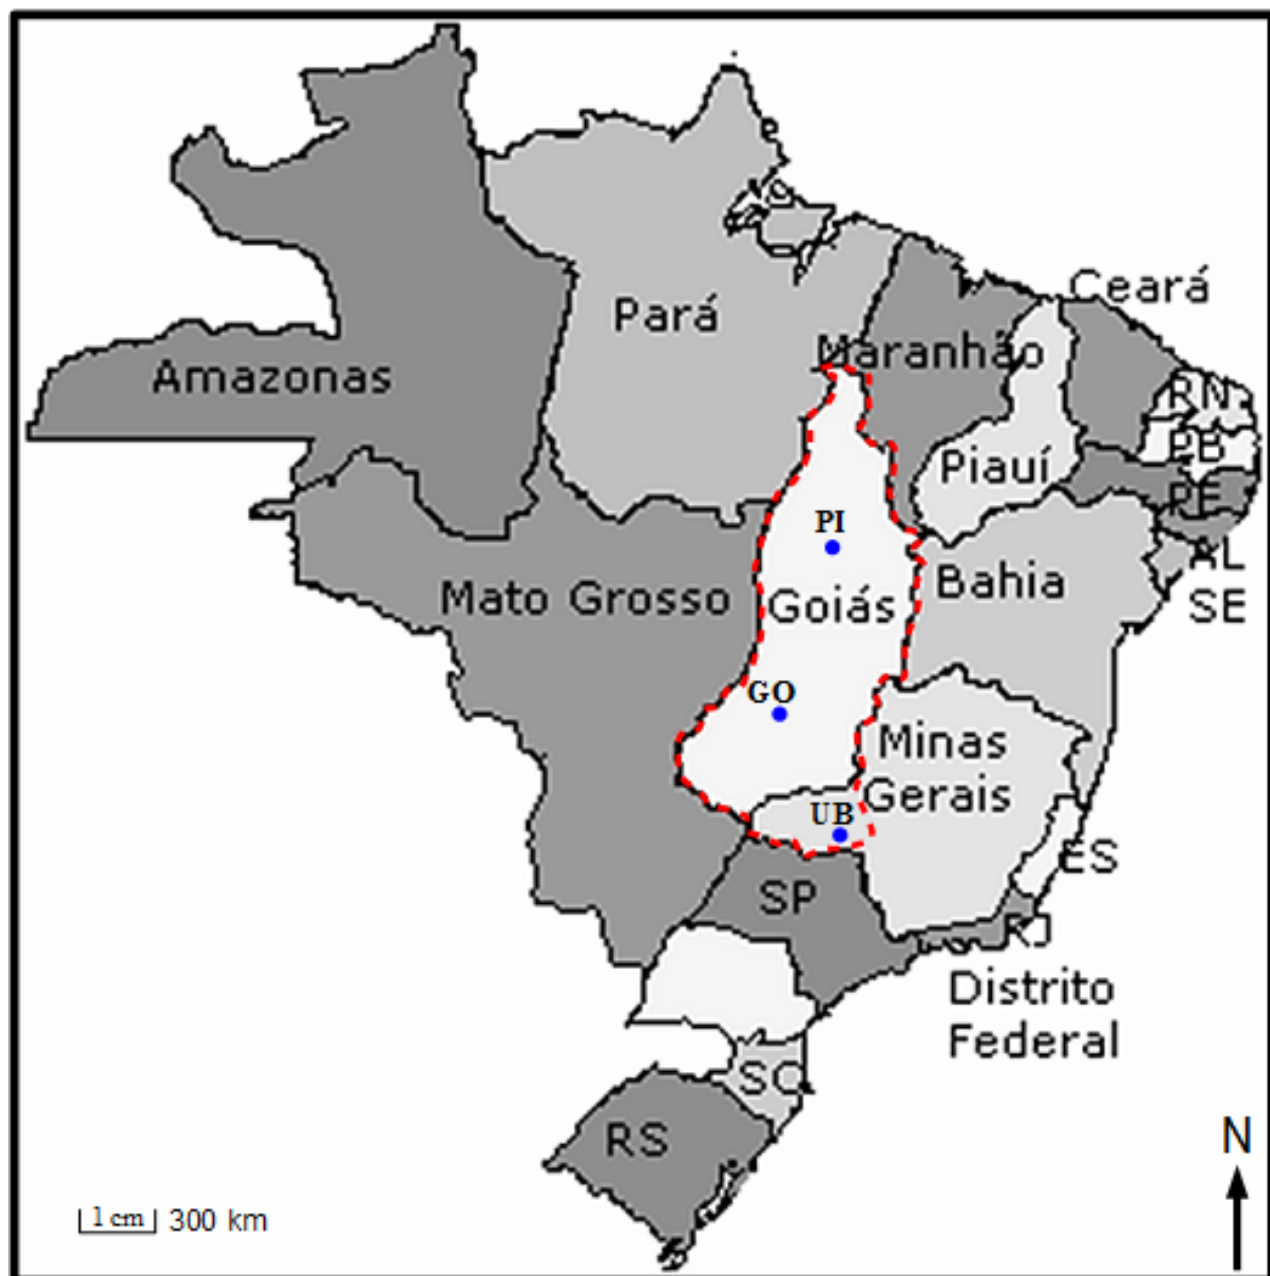 Ceará
Pará
Maranhão
Amazonas
RN
PB
Piauí
PE
PI
AL
Bahia
Mato Grosso
Goiás
SE
GO
Minas
Gerais
UB
ES
SP
RJ
Distrito
Federal
SC
RS
N
1 cm 300 km